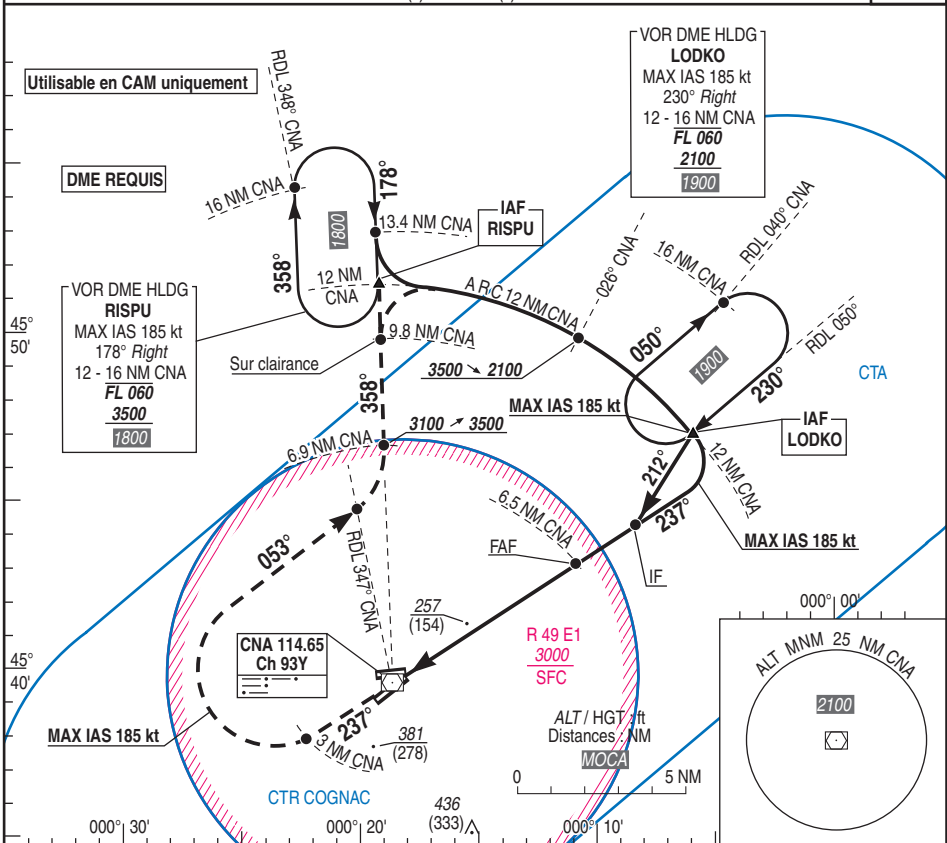 Utilisable en CAM uniquement
DME REQUIS
RDL 348° CNA
16 NM CNA
178°
1800
358°
13.4 NM CNA
12 NM
CNA
IAF
RISPU
VOR DME HLDG
LODKO
MAX IAS 185 kt
230° Right
12 - 16 NM CNA
FL 060
2100
1900
VOR DME HLDG
RISPU
MAX IAS 185 kt
178° Right
12 - 16 NM CNA
FL 060
3500
1800
45°
50'
ARC 12 NM CNA
026° CNA
16 NM CNA
RDL 040° CNA
RDL 050°
050°
1900
230°
CTA
9.8 NM CNA
Sur clairance
3500 ↘ 2100
358°
MAX IAS 185 kt
IAF
LODKO
3100 ↗ 3500
6.9 NM CNA
212°
12 NM CNA
237°
MAX IAS 185 kt
6.5 NM CNA
FAF
IF
053°
RDL 347° CNA
257
(154)
R 49 E1
3000
SFC
CNA 114.65
Ch 93Y
45°
40'
237°
MAX IAS 185 kt
3 NM CNA
381
(278)
ALT / HGT : ft
Distances : NM
MOCA
0
5 NM
CTR COGNAC
436
(333)
000° 30'
000° 20'
000° 10'
000° 00'
ALT MNM 25 NM CNA
2100